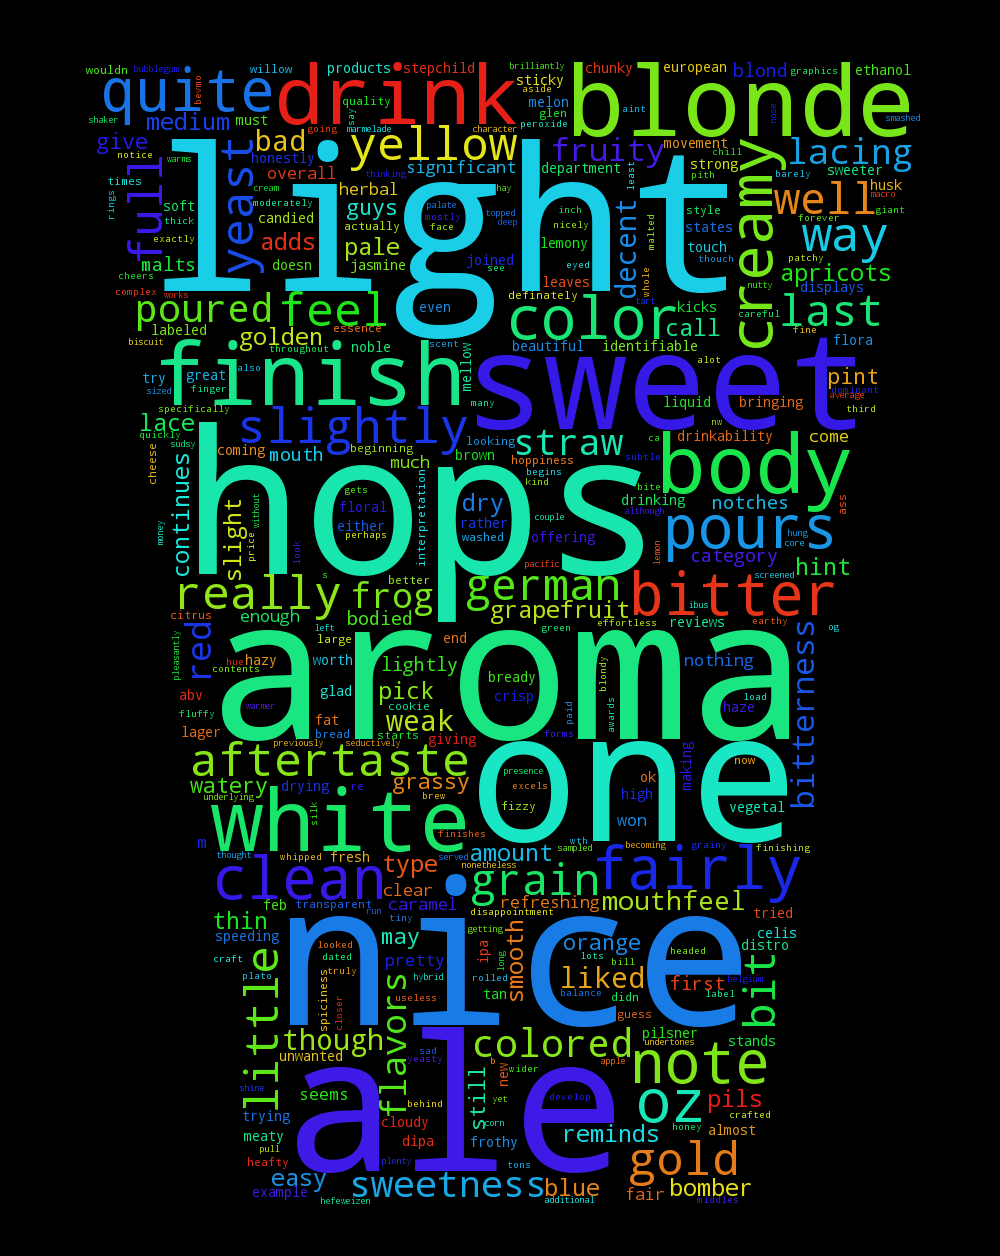 wouldn bubblegum willow products stepchild brilliantly chunky european blond graphics ethanol
quite drink blonde
bevmo sticky aside melon
shaker medium must quality say glen peroxide aint nose smashed
give bad marmelade going character yellow fruity movement chill lacing
notice yeast honestly thinking significant department least strong barely sweeter
warms overall light pith creamy well husk macro
times full cream herbal hay
rings soft moderately palate topped inch style forever giant
thick candied guys mostly deep nicely decent malted states way
exactly adds actually face lemony touch patchy
malts doesn jasmine pale joined see eyed whole thouch apricots
cheers leaves nutty displays
complex works definately tart
poured feel even color kicks careful last
labeled essence call fine
biscuit golden throughout noble scent beautiful identifiable flora
finish mellow alot sweet pint
try great also dominant
sized finger many liquid bringing average
specifically third
lace slightly nw
quickly coming mouth beginning looking straw ca drinkability come
sudsy much brown hoppiness subtle body
cheese continues hops begins kind bite notches
gets drinking although ass
slight without floral dry couple
money price either rather offering pours hung
perhaps interpretation washed category core
look lemon
really s frog better german pacific screened hint
citrus enough bodied grapefruit effortless bitter ibus
red left green reviews earthy og
pleasantly hue hazy large end
contents worth lightly bready blondy nothing bitterness
abv warmer glad pick cookie crisp awards paid load
fluffy fat aroma haze
lager bread starts weak giving forms
previously seductively making
aftertaste one now
watery drying re grassy presence ok
underlying silk brew excels high vegetal
white fizzy won
m finishes wth
thought whipped fresh type served amount sampled becoming grainy finishing
clean nonetheless fairly
clear grain
feb transparent caramel refreshing mouthfeel
thin run tiny disappointment tried
speeding may getting orange celis
craft looked pretty ipa long smooth lots bill headed distro
plato dated truly hybrid rolled liked first belgium
little spiciness closer nice useless tan balance didn label bit
flavors guess
though colored pilsner stands
unwanted sad yeasty undertones
b wider apple note
shine seems still new yet
behind develop oz pils
trying cloudy corn crafted
meaty dipa frothy reminds honey almost
pull ale
heafty plenty tons gold
easy sweetness blue bomber
example hefeweizen additional fair middles